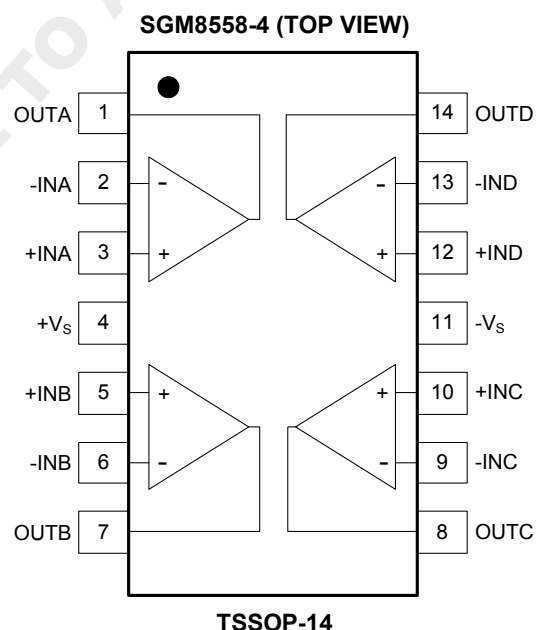 SGM8558-4 (TOP VIEW)
OUTA 1 14 OUTD
-INA 2 - - 13 -IND
+INA 3 + + 12 +IND
+VS 4 11 -VS
+INB 5 + + 10 +INC
-INB 6 - - 9 -INC
OUTB 7 8 OUTC
TSSOP-14